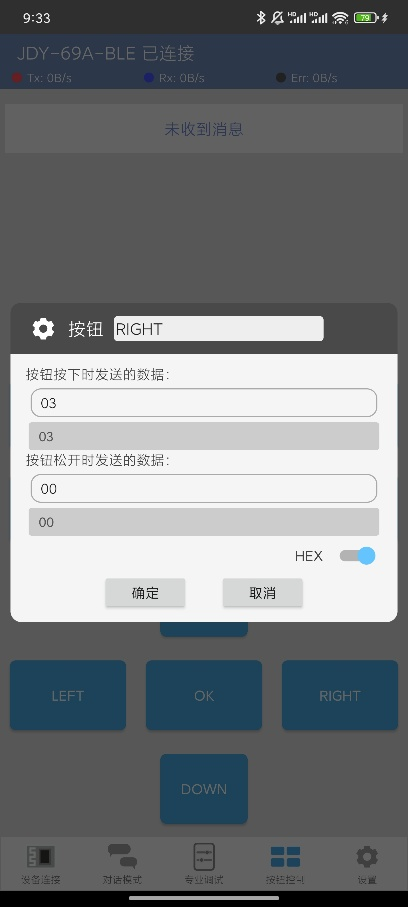 9:33
HD HD 79
JDY-69A-BLE 已连接
Tx: 0B/s Rx: 0B/s Err: 0B/s
未收到消息
按钮 RIGHT
按钮按下时发送的数据:
03
03
按钮松开时发送的数据:
00
00
HEX
确定 取消
LEFT OK RIGHT
DOWN
设备连接 对话模式 专业调试 按钮控制 设置